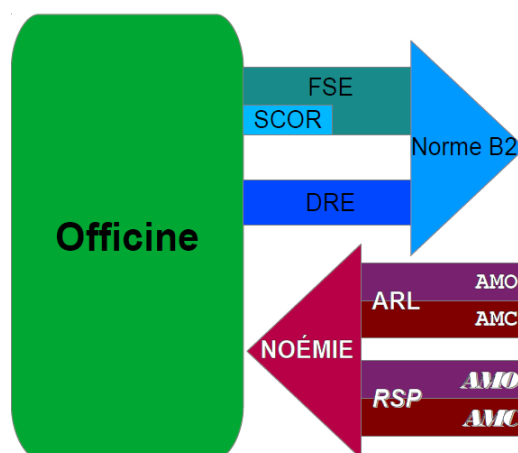 FSE
SCOR
Norme B2
DRE
Officine
AMO
ARL
AMC
NOÉMIE
AMO
RSP
AMC